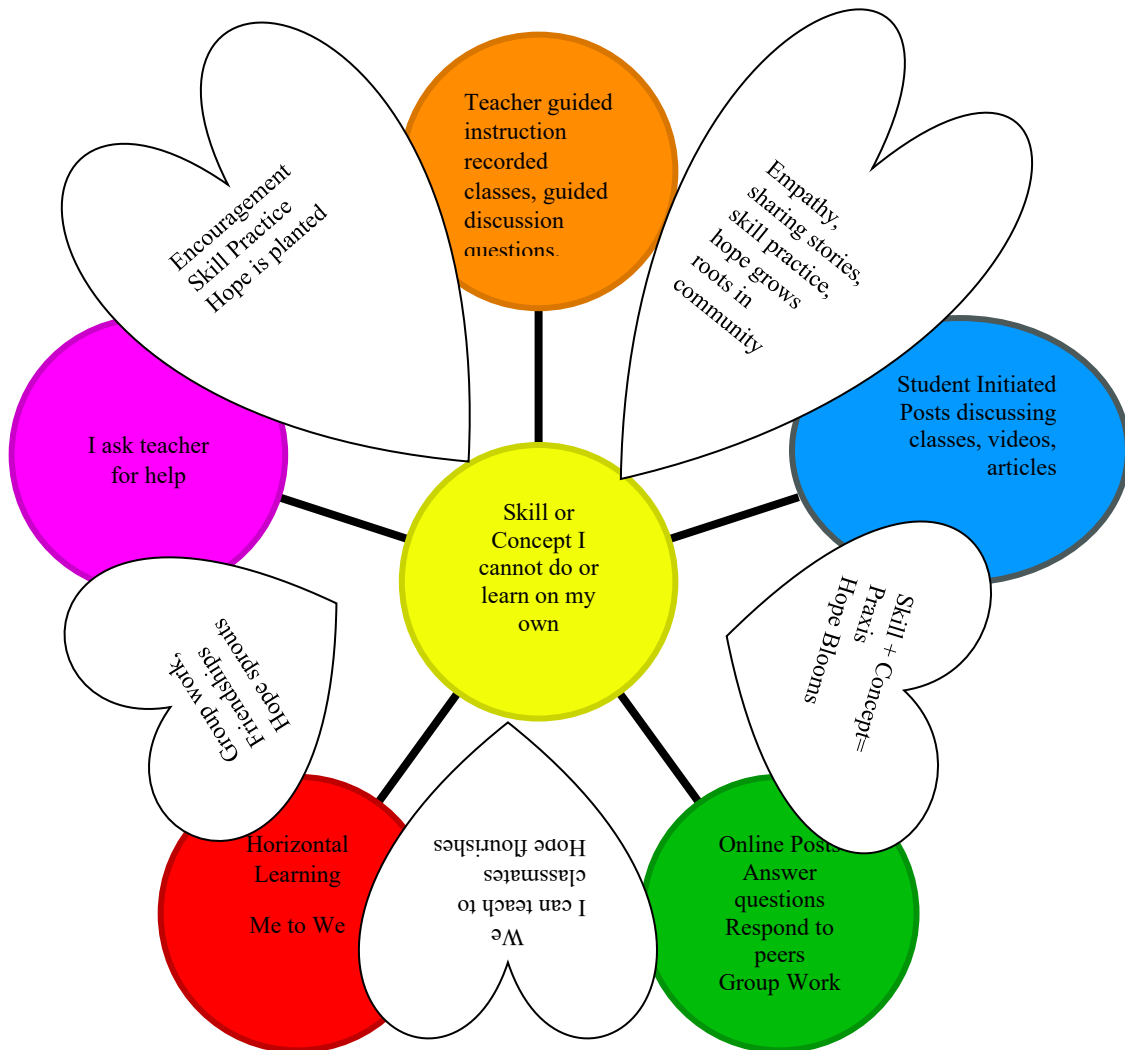 Teacher guided
instruction
recorded
classes, guided
discussion
questions.
Encouragement
Skill Practice
Hope is planted
Empathy,
sharing stories,
skill practice,
hope grows
roots in
community
I ask teacher
for help
Student Initiated
Posts discussing
classes, videos,
articles
Skill or
Concept I
cannot do or
learn on my
own
Group work,
Friendships
Hope sprouts
Skill + Concept=
Praxis
Hope Blooms
Horizontal
Learning
Me to We
We
I can teach to
classmates
Hope flourishes
Online Posts
Answer
questions
Respond to
peers
Group Work